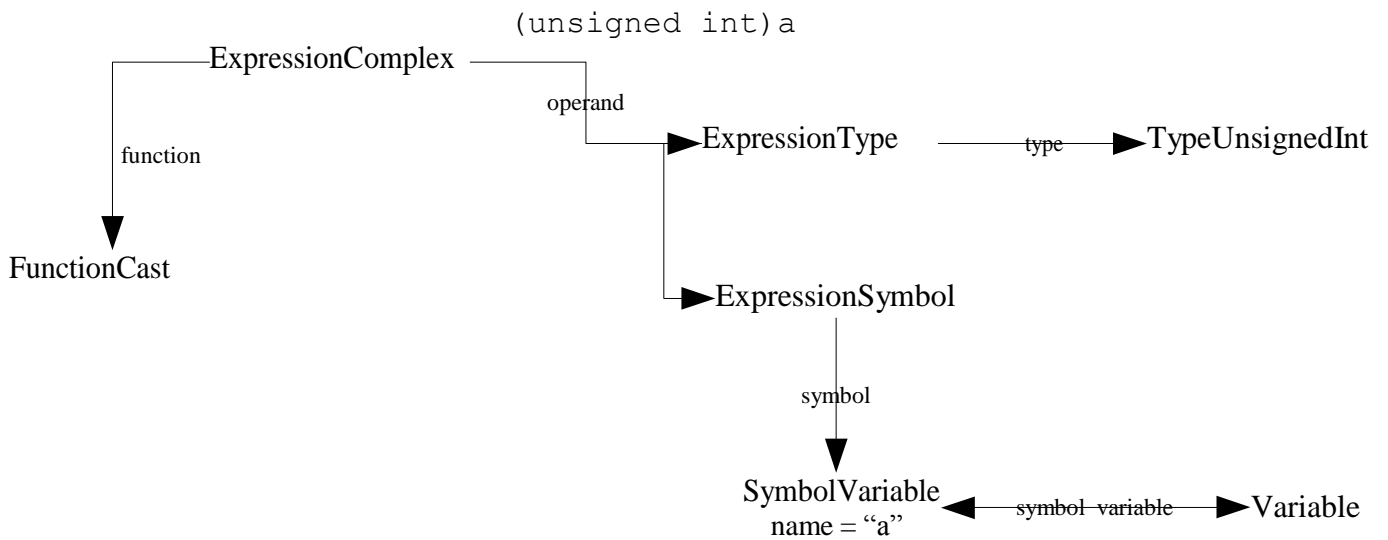 (unsigned int)a
ExpressionComplex
operand
ExpressionType
type
TypeUnsignedInt
function
FunctionCast
ExpressionSymbol
symbol
SymbolVariable
name = “a”
symbol variable
Variable